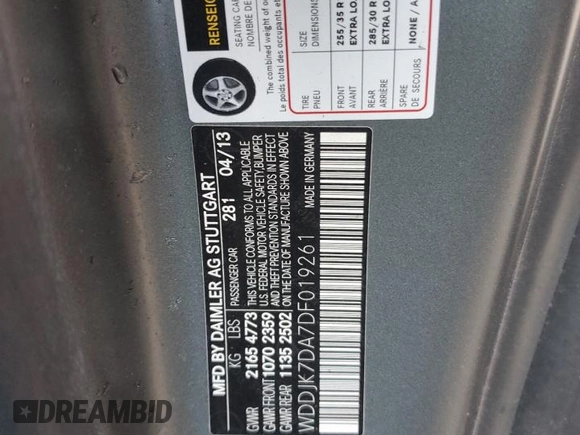 RENSEIG
SEATING CA
NOMBRE DE
The combined weight of occ
Le poids total des occupants et
TIRE
PNEU
SIZE
DIMENSIONS
FRONT
AVANT
255/35 R
EXTRA LO
REAR
ARRIÈRE
285/30 R
EXTRA LO
SPARE
DE SECOURS
NONE / A
MFD BY DAIMLER AG STUTTGART
KG LBS PASSENGER CAR 281 04/13
GVWR 2165 4773 THIS VEHICLE CONFORMS TO ALL APPLICABLE
GAWR FRONT 1070 2359 U.S. FEDERAL MOTOR VEHICLE SAFETY, BUMPER
AND THEFT PREVENTION STANDARDS IN EFFECT
GAWR REAR 1135 2502 ON THE DATE OF MANUFACTURE SHOWN ABOVE
WDDJK7DA7DF019261 MADE IN GERMANY
DREAMBID